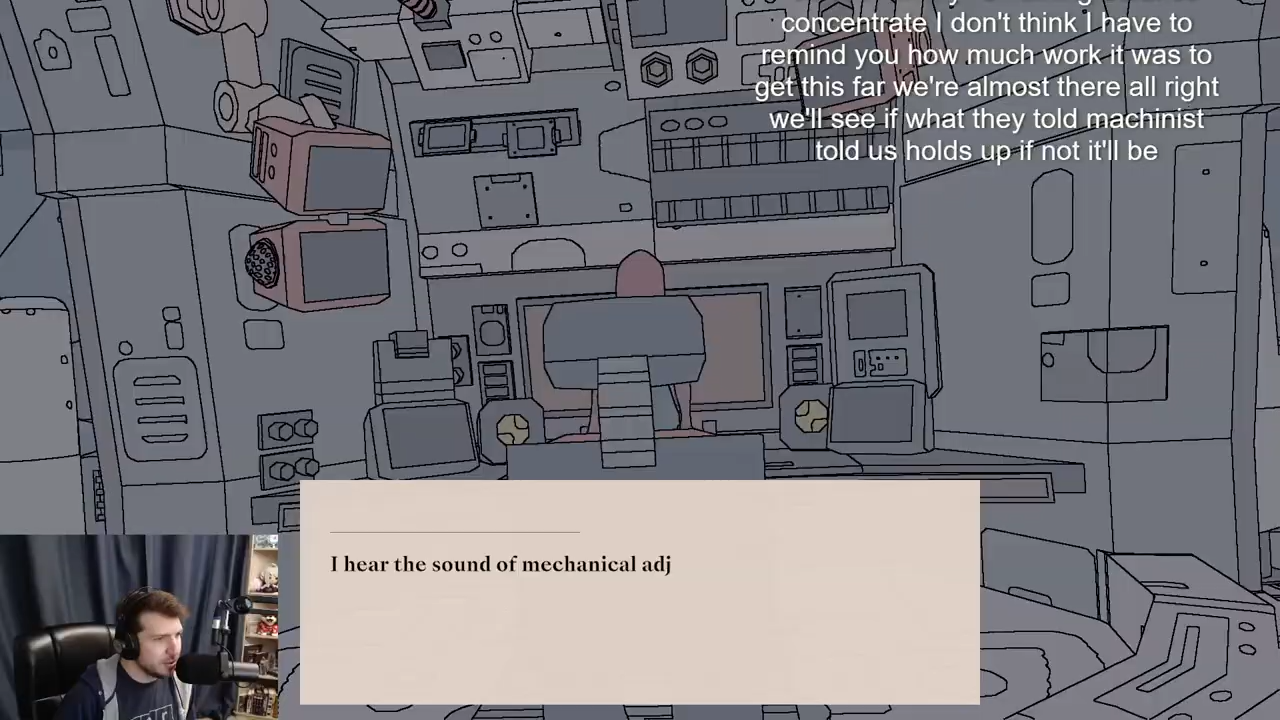 concentrate I don't think I have to
remind you how much work it was to
get this far we're almost there all right
we'll see if what they told machinist
told us holds up if not it'll be
I hear the sound of mechanical adj